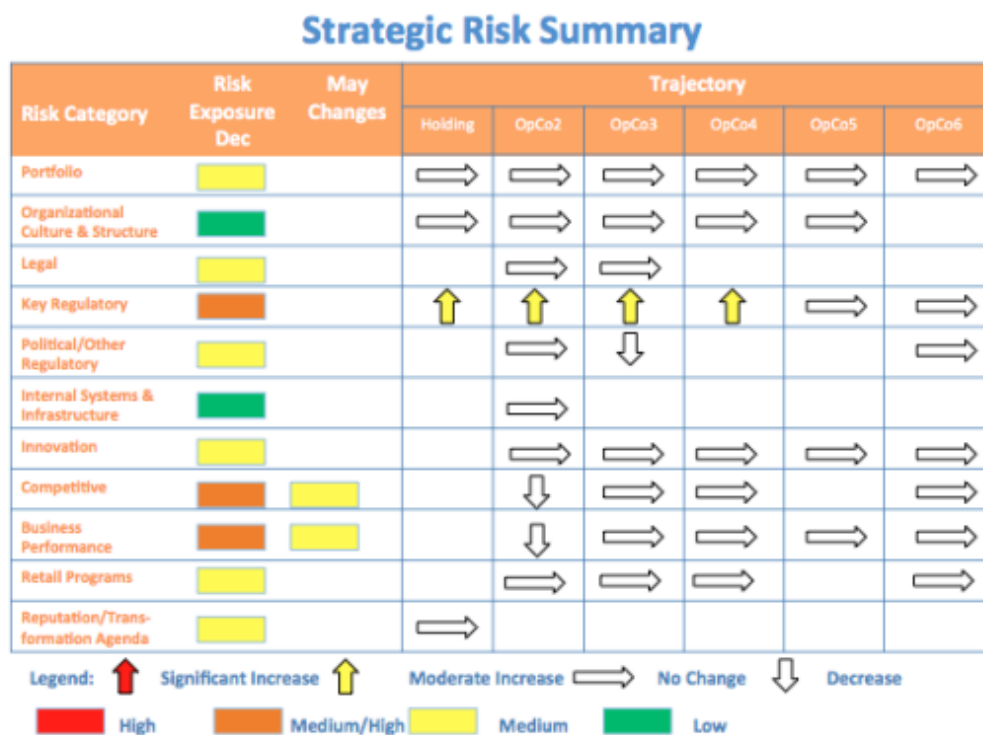 Strategic Risk Summary
Risk Category
Risk
Exposure
Dec
May
Changes
Trajectory
Holding
OpCo2
OpCo3
OpCo4
OpCo5
OpCo6
Portfolio
Organizational
Culture & Structure
Legal
Key Regulatory
Political/Other
Regulatory
Internal Systems &
Infrastructure
Innovation
Competitive
Business
Performance
Retail Programs
Reputation/Trans-
formation Agenda
Legend: Significant Increase Moderate Increase No Change Decrease
High Medium/High Medium Low